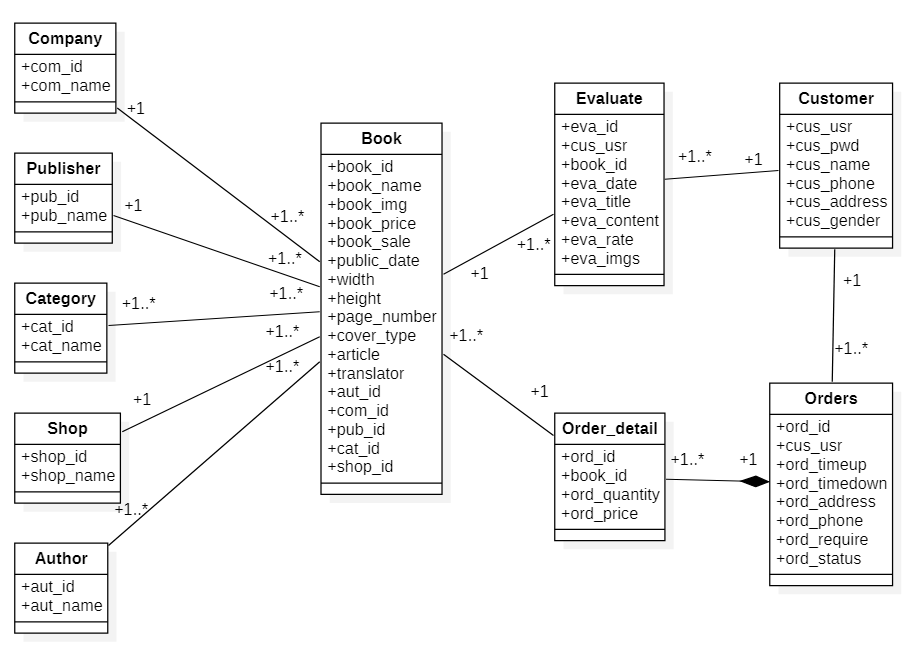 Company
+com_id
+com_name
+1
+1..*
Publisher
+pub_id
+pub_name
+1
+1..*
Category
+cat_id
+cat_name
+1..*
+1..*
Shop
+shop_id
+shop_name
+1
+1..*
Author
+aut_id
+aut_name
+1..*
+1..*
Book
+book_id
+book_name
+book_img
+book_price
+book_sale
+public_date
+width
+height
+page_number
+cover_type
+article
+translator
+aut_id
+com_id
+pub_id
+cat_id
+shop_id
+1
+1..*
+1..*
+1
Evaluate
+eva_id
+cus_usr
+book_id
+eva_date
+eva_title
+eva_content
+eva_rate
+eva_imgs
+1..*
+1
Order_detail
+ord_id
+book_id
+ord_quantity
+ord_price
+1..*
+1
Customer
+cus_usr
+cus_pwd
+cus_name
+cus_phone
+cus_address
+cus_gender
+1
+1..*
Orders
+ord_id
+cus_usr
+ord_timeup
+ord_timedown
+ord_address
+ord_phone
+ord_require
+ord_status